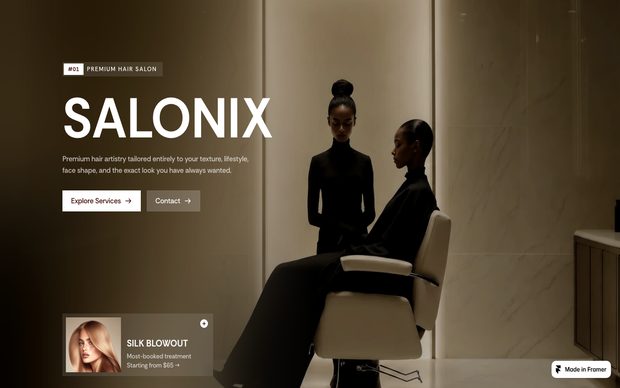 #01 PREMIUM HAIR SALON
SALONIX
Premium hair artistry tailored entirely to your texture, lifestyle,
face shape, and the exact look you have always wanted.
Explore Services →
Contact →
SILK BLOWOUT
Most-booked treatment
Starting from $65 →
Made in Framer